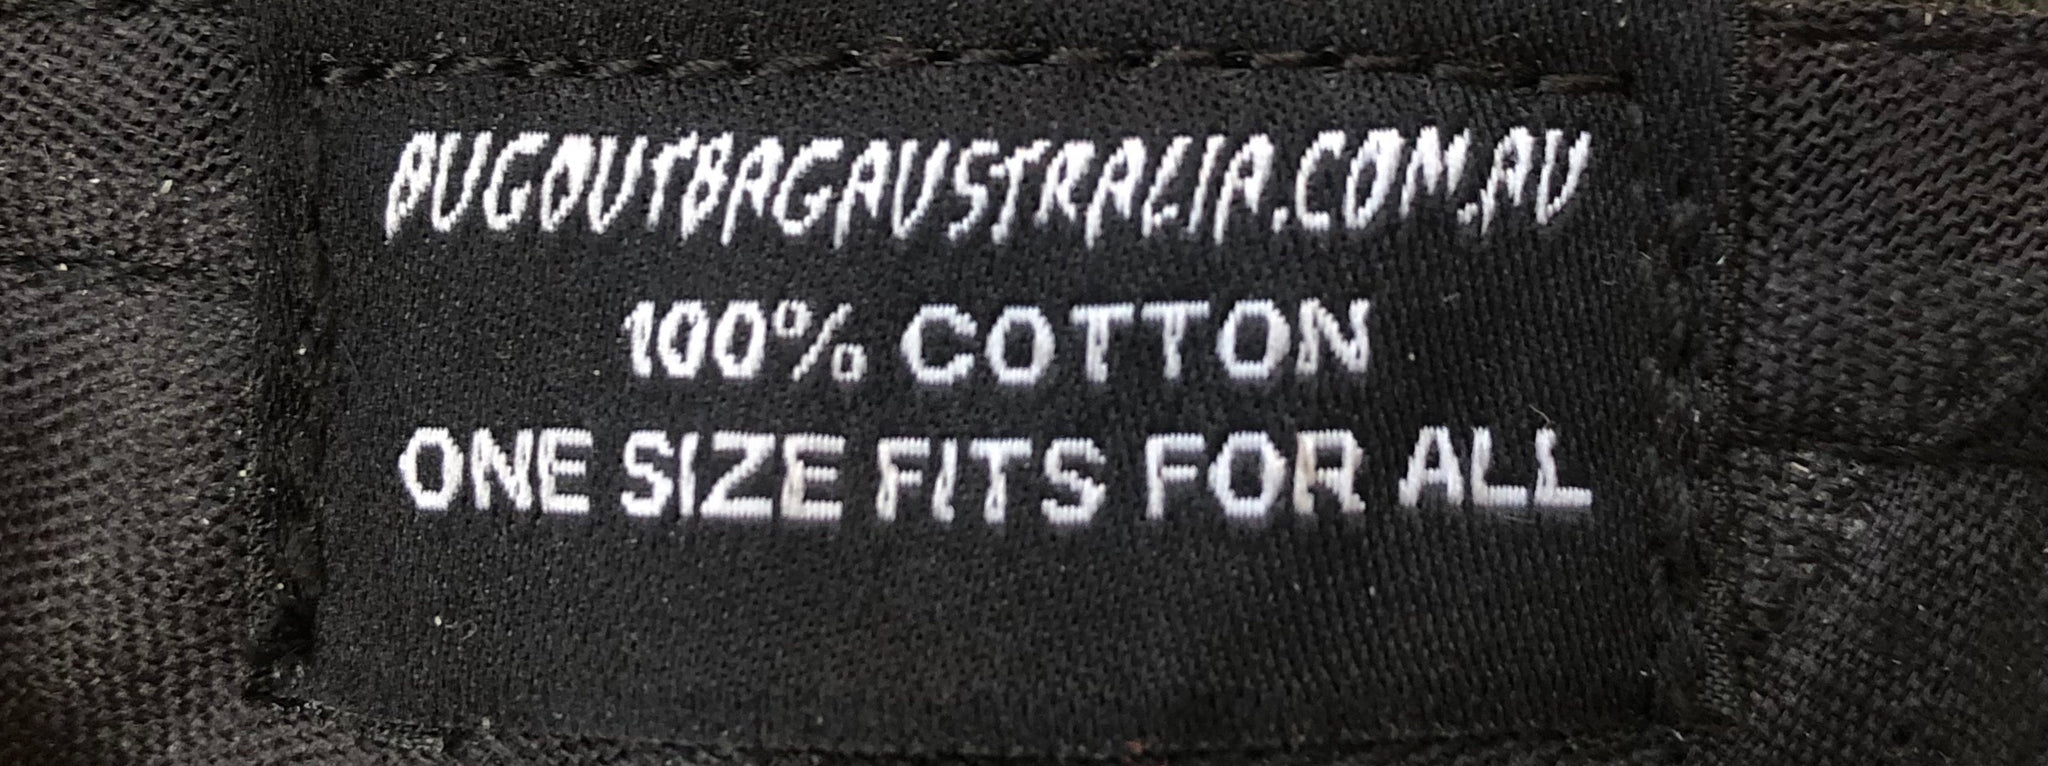 BUGOUTBAGAUSTRALIA.COM.AU
100% COTTON
ONE SIZE FITS FOR ALL